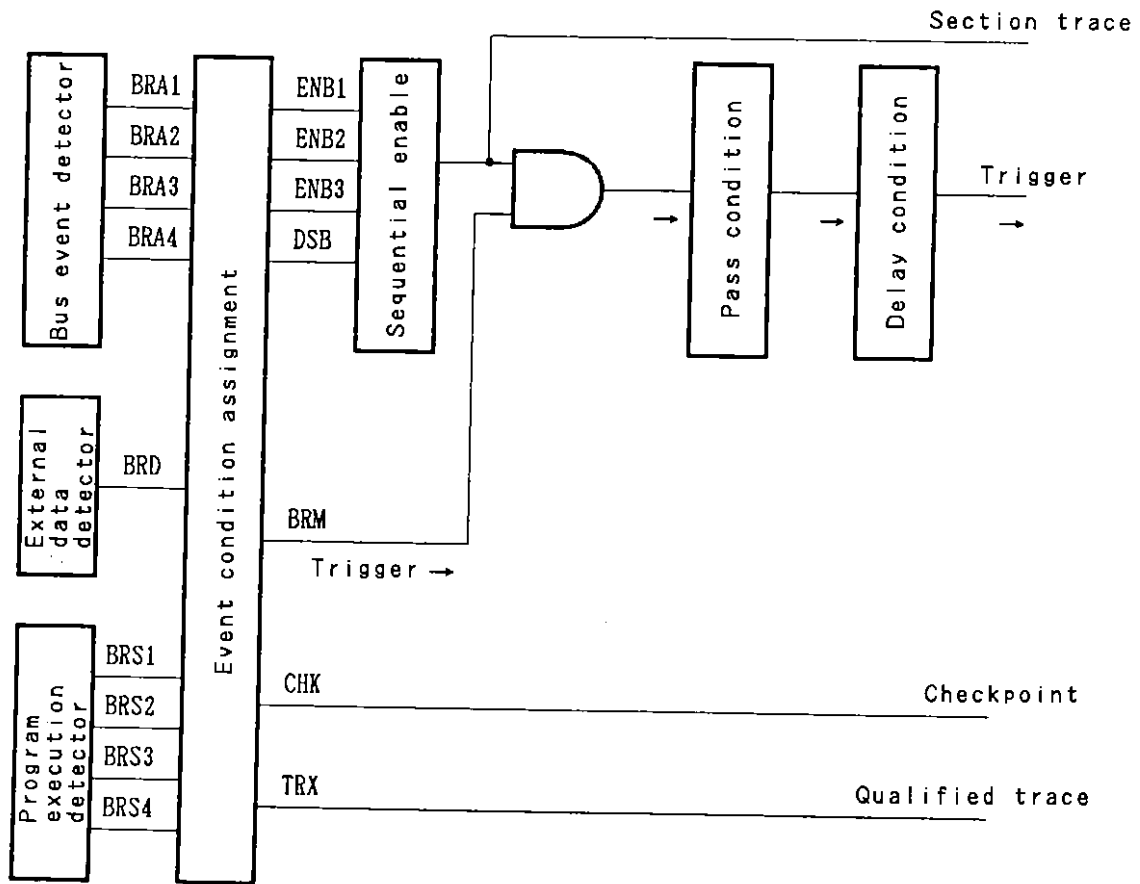 Section trace
Bus event detector
BRA1
BRA2
BRA3
BRA4
Event condition assignment
ENB1
ENB2
ENB3
DSB
Sequential enable
Pass condition
Delay condition
Trigger →
→
→
External
data
detector
BRD
BRM
Trigger →
Program
execution
detector
BRS1
BRS2
BRS3
BRS4
CHK
Checkpoint
TRX
Qualified trace